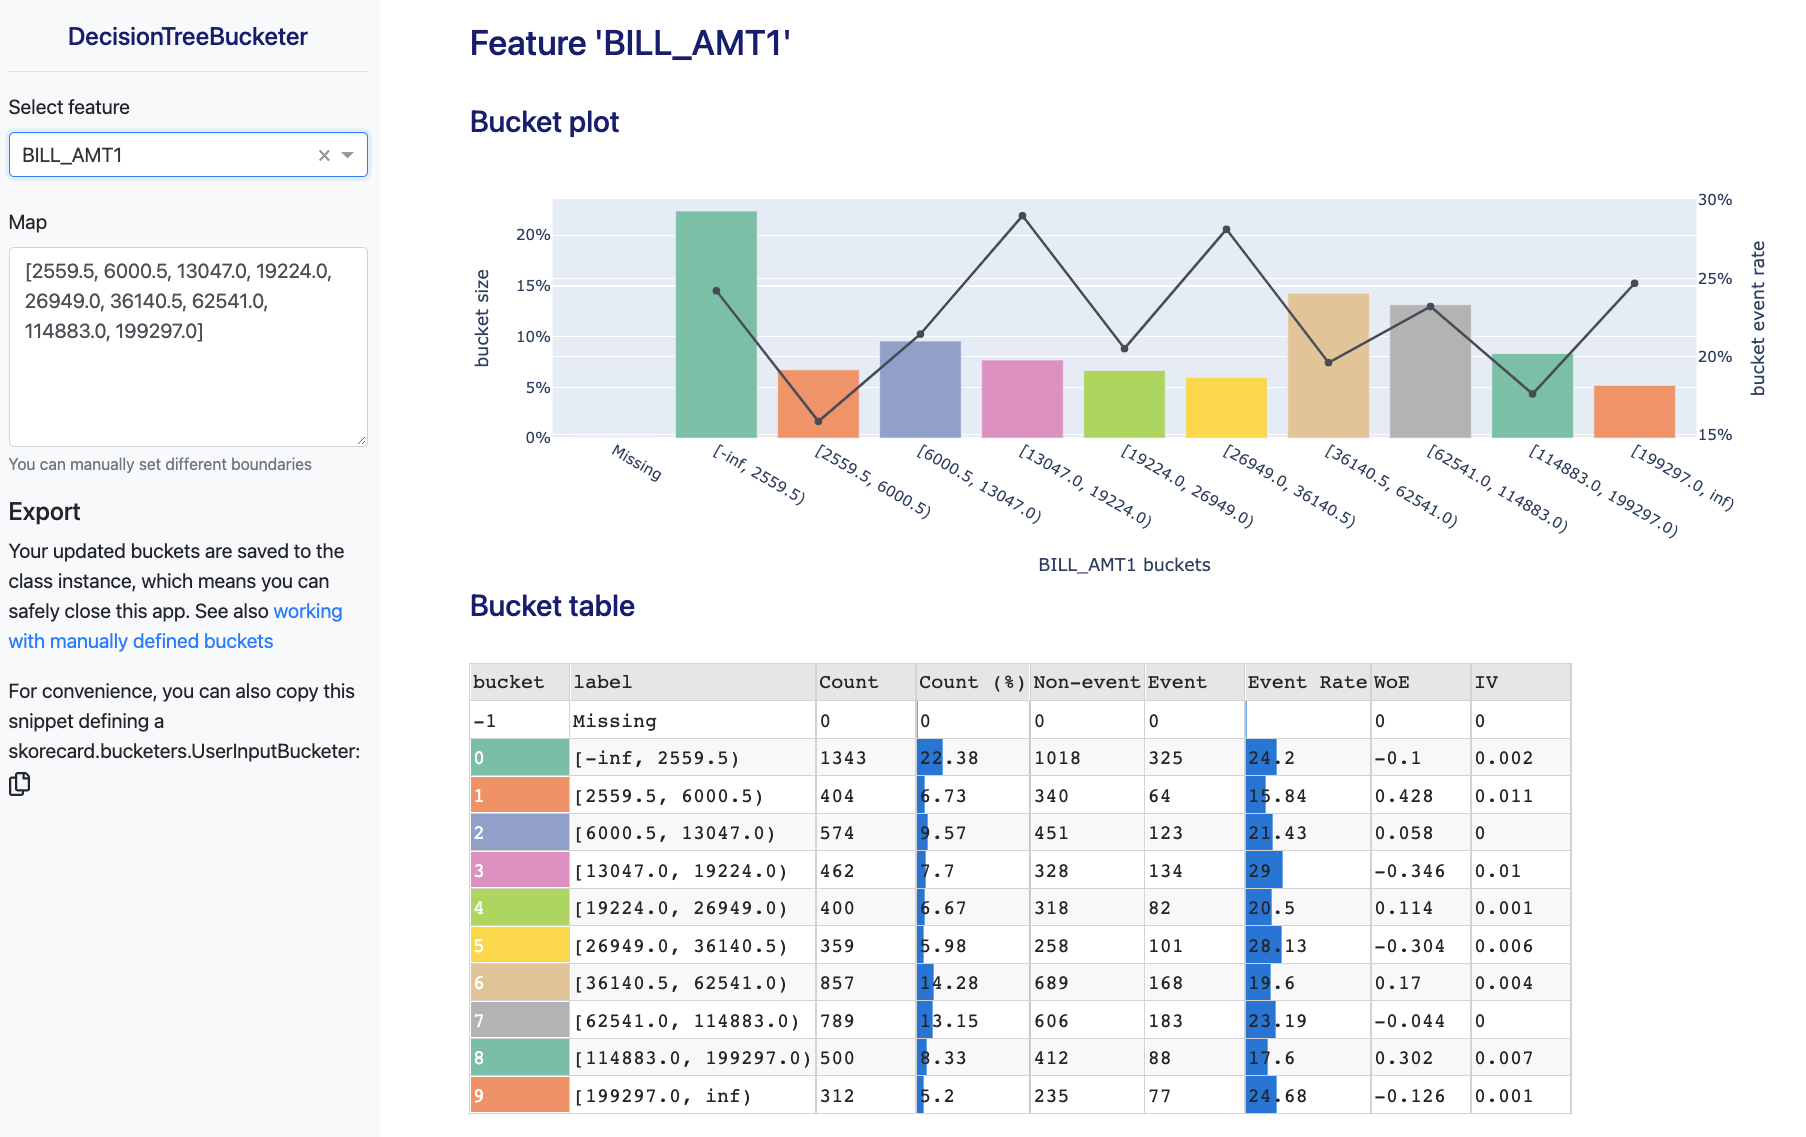 DecisionTreeBucketer
Select feature
BILL_AMT1
Map
[2559.5, 6000.5, 13047.0, 19224.0,
26949.0, 36140.5, 62541.0,
114883.0, 199297.0]
You can manually set different boundaries
Export
Your updated buckets are saved to the
class instance, which means you can
safely close this app. See also working
with manually defined buckets
For convenience, you can also copy this
snippet defining a
skorecard.bucketers.UserInputBucketer:
Feature 'BILL_AMT1'
Bucket plot
bucket size
20%
15%
10%
5%
0%
30%
25%
20%
15%
bucket event rate
Missing
[-inf, 2559.5)
[2559.5, 6000.5)
[6000.5, 13047.0)
[13047.0, 19224.0)
[19224.0, 26949.0)
[26949.0, 36140.5)
[36140.5, 62541.0)
[62541.0, 114883.0)
[114883.0, 199297.0)
[199297.0, inf)
BILL_AMT1 buckets
Bucket table
bucket label Count Count (%) Non-event Event Event Rate WoE IV
-1 Missing 0 0 0 0 0 0
0 [-inf, 2559.5) 1343 22.38 1018 325 24.2 -0.1 0.002
1 [2559.5, 6000.5) 404 6.73 340 64 15.84 0.428 0.011
2 [6000.5, 13047.0) 574 9.57 451 123 21.43 0.058 0
3 [13047.0, 19224.0) 462 7.7 328 134 29 -0.346 0.01
4 [19224.0, 26949.0) 400 6.67 318 82 20.5 0.114 0.001
5 [26949.0, 36140.5) 359 5.98 258 101 28.13 -0.304 0.006
6 [36140.5, 62541.0) 857 14.28 689 168 19.6 0.17 0.004
7 [62541.0, 114883.0) 789 13.15 606 183 23.19 -0.044 0
8 [114883.0, 199297.0) 500 8.33 412 88 17.6 0.302 0.007
9 [199297.0, inf) 312 5.2 235 77 24.68 -0.126 0.001